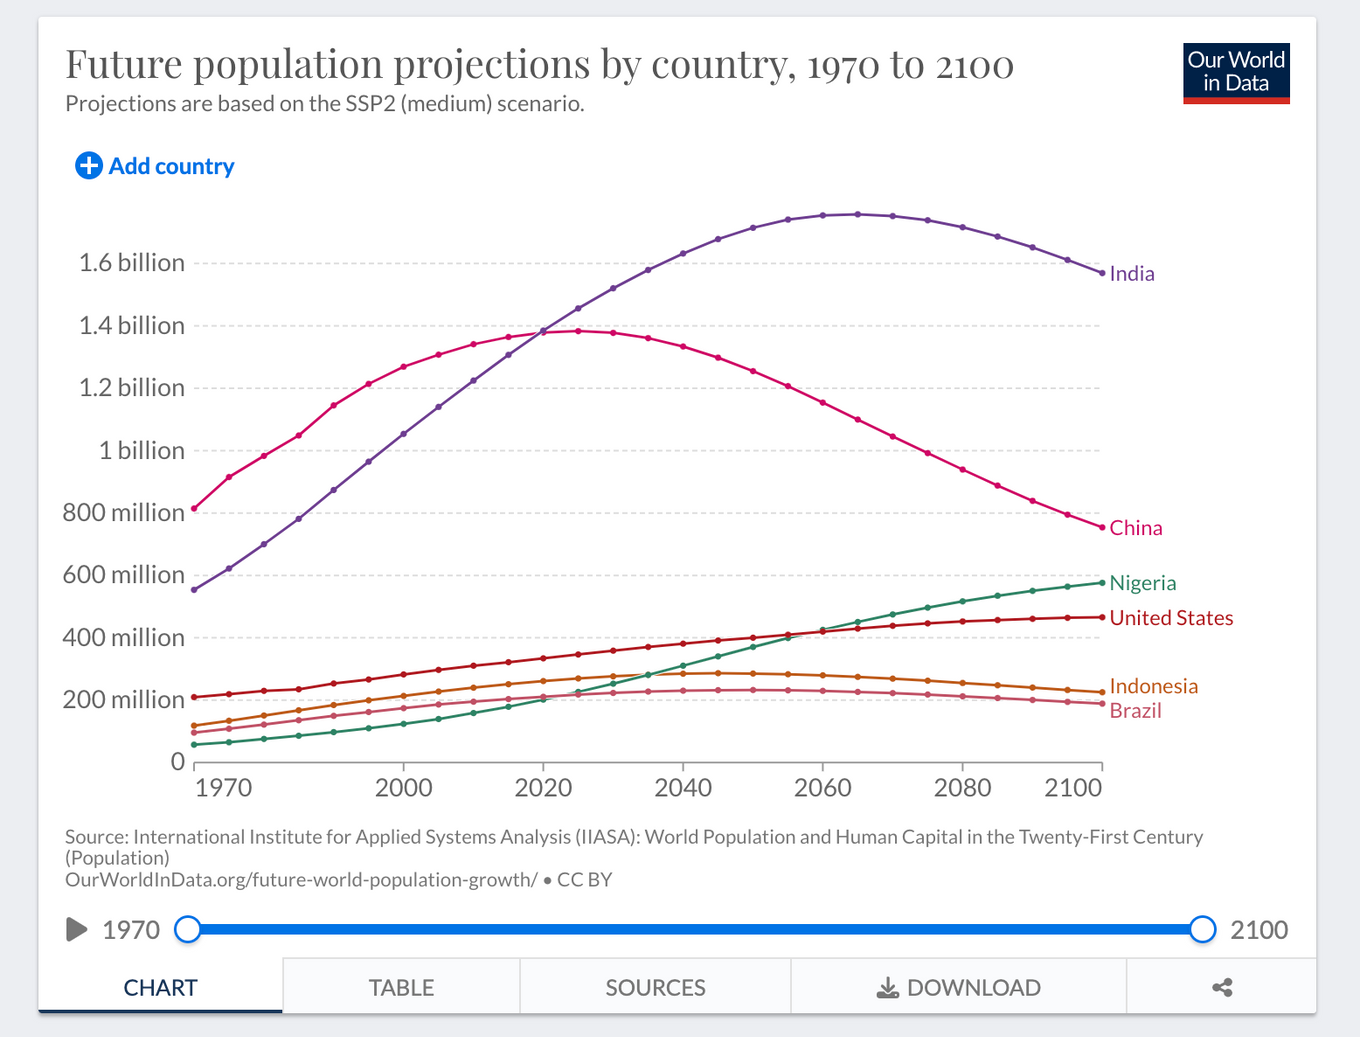 Future population projections by country, 1970 to 2100
Projections are based on the SSP2 (medium) scenario.
Our World
in Data
Add country
1.6 billion
1.4 billion
1.2 billion
1 billion
800 million
600 million
400 million
200 million
0
India
China
Nigeria
United States
Indonesia
Brazil
1970 2000 2020 2040 2060 2080 2100
Source: International Institute for Applied Systems Analysis (IIASA): World Population and Human Capital in the Twenty-First Century
(Population)
OurWorldInData.org/future-world-population-growth/ • CC BY
1970 2100
CHART TABLE SOURCES DOWNLOAD